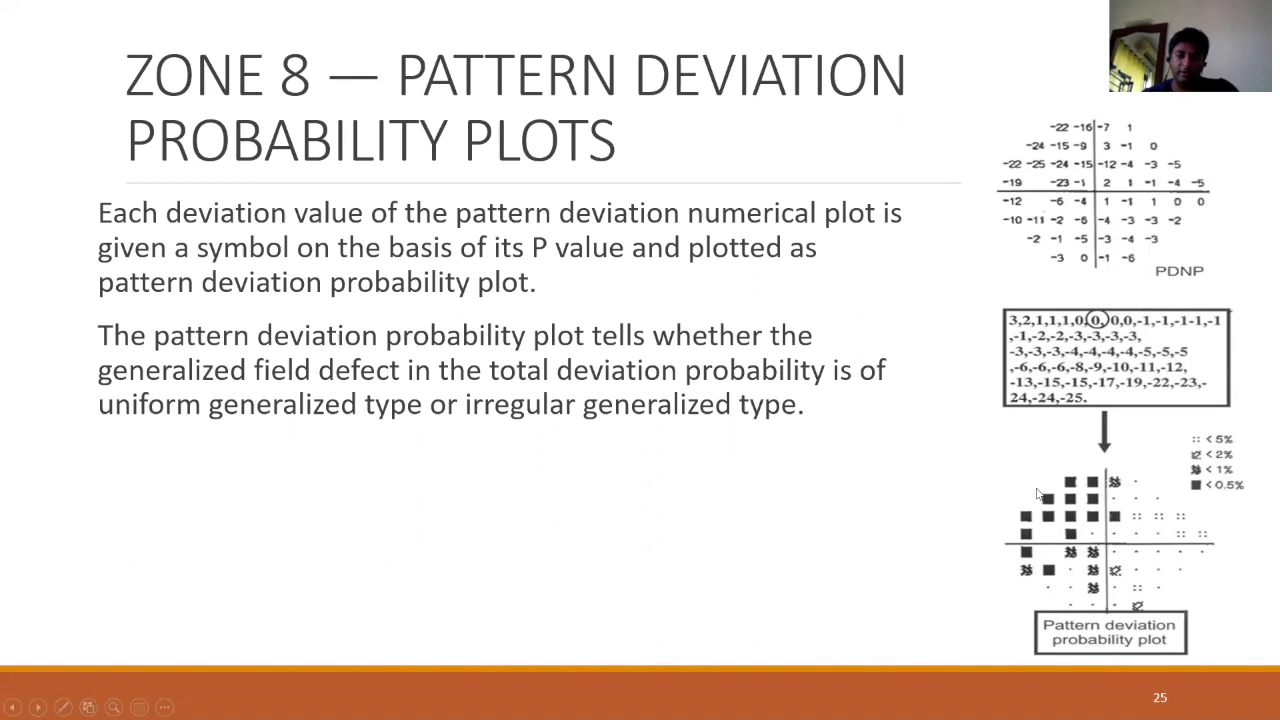 ZONE 8 — PATTERN DEVIATION
PROBABILITY PLOTS
Each deviation value of the pattern deviation numerical plot is
given a symbol on the basis of its P value and plotted as
pattern deviation probability plot.
The pattern deviation probability plot tells whether the
generalized field defect in the total deviation probability is of
uniform generalized type or irregular generalized type.
-22 -16 -7 1
-24 -15 -9 3 -1 0
-22 -25 -24 -15 -12 -4 -3 -5
-19 -23 -1 2 1 -1 -4 -5
-12 -6 -4 1 -1 1 0 0
-10 -11 -2 -6 -4 -3 -3 -2
-2 -1 -5 -3 -4 -3
-3 0 -1 -6
PDNP
3,2,1,1,1,0,0,0,0,-1,-1,-1-1,-1
,-1,-2,-2,-3,-3,-3,-3,
-3,-3,-3,-4,-4,-4,-4,-5,-5,-5
,-6,-6,-6,-8,-9,-10,-11,-12,
-13,-15,-15,-17,-19,-22,-23,-
24,-24,-25.
< 5%
< 2%
< 1%
< 0.5%
Pattern deviation
probability plot
25